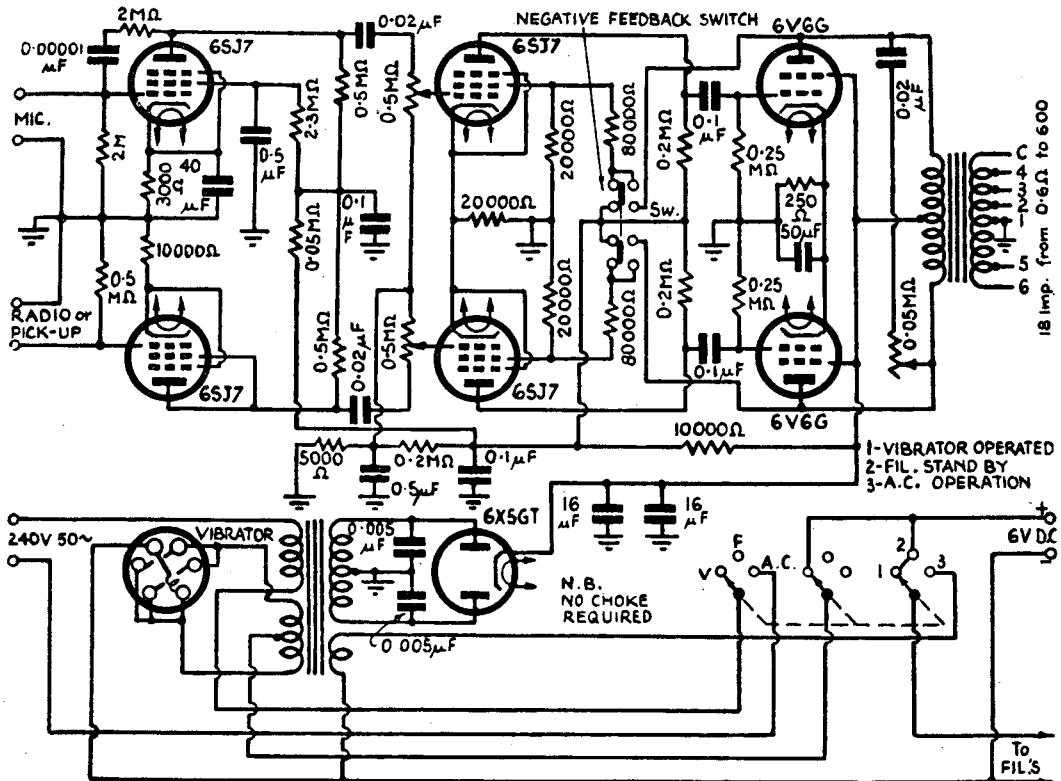 NEGATIVE FEEDBACK SWITCH
2MΩ
0.00001
μF
6SJ7
0.02μF
6SJ7
6V6G
MIC.
2M
3000
Ω
40
μF
0.5
μF
2.3MΩ
0.5MΩ
0.5MΩ
0.1
μF
0.05MΩ
20000Ω
20000Ω
80000Ω
0.2MΩ
0.1
μF
0.25
MΩ
0.02
μF
Sw.
250
Ω
50μF
C
4
3
2
1
5
6
18 Imp. from 0.6Ω to 600
10000Ω
0.5
MΩ
RADIO or
PICK-UP
6SJ7
0.5MΩ
0.02μF
0.5MΩ
6SJ7
20000Ω
80000Ω
0.2MΩ
0.1μF
0.25
MΩ
6V6G
0.05MΩ
5000
Ω
0.2MΩ
0.5μF
0.1μF
10000Ω
1-VIBRATOR OPERATED
2-FIL. STAND BY
3-A.C. OPERATION
240V 50~
VIBRATOR
0.005
μF
0.005μF
6X5GT
16
μF
16
μF
N.B.
NO CHOKE
REQUIRED
F
V
A.C.
2
1
3
+
6V D.C
-
To
FIL'S